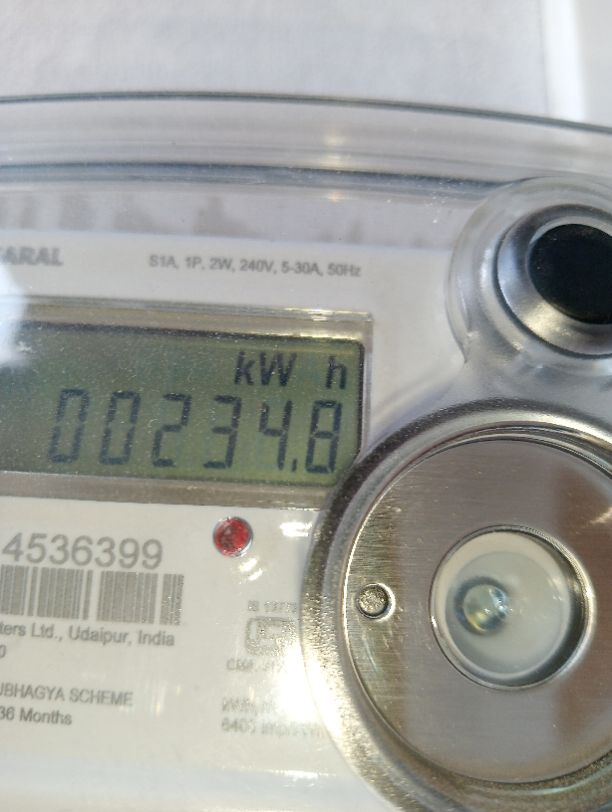 ARAL
S1A, 1P, 2W, 240V, 5-30A, 50Hz
kW h
00234.8
4536399
ters Ltd., Udaipur, India
0
UBHAGYA SCHEME
36 Months